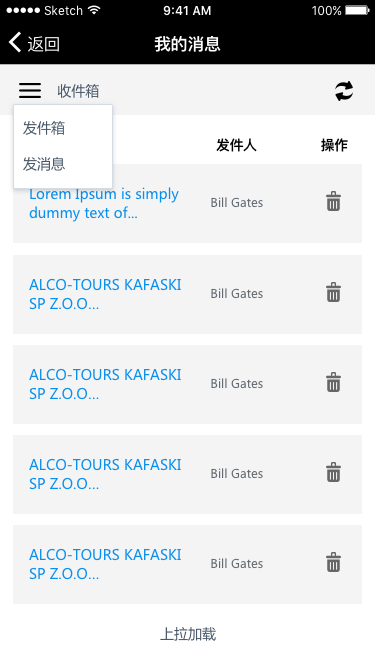 Sketch
9:41 AM
100%
返回
我的消息
收件箱
发件箱
发消息
发件人
操作
Lorem Ipsum is simply
dummy text of...
Bill Gates
ALCO-TOURS KAFASKI
SP Z.O.O...
Bill Gates
ALCO-TOURS KAFASKI
SP Z.O.O...
Bill Gates
ALCO-TOURS KAFASKI
SP Z.O.O...
Bill Gates
ALCO-TOURS KAFASKI
SP Z.O.O...
Bill Gates
上拉加载